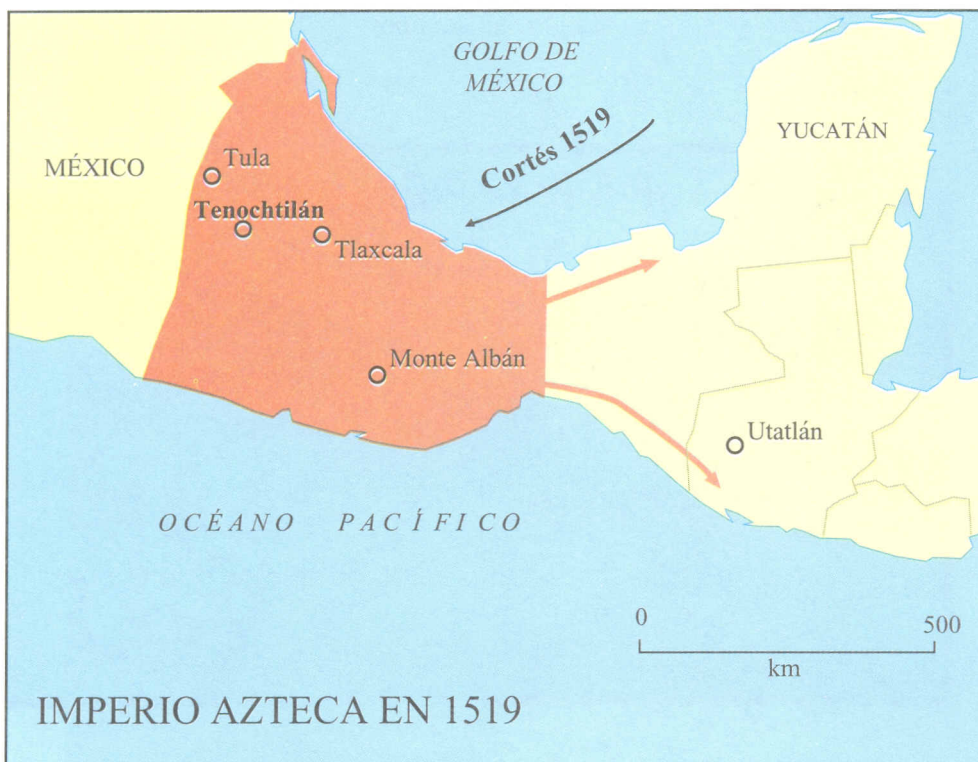 GOLFO DE
MÉXICO
Cortés 1519
YUCATÁN
MÉXICO
Tula
Tenochtilán
Tlaxcala
Monte Albán
Utatlán
OCÉANO PACÍFICO
0 500
km
IMPERIO AZTECA EN 1519